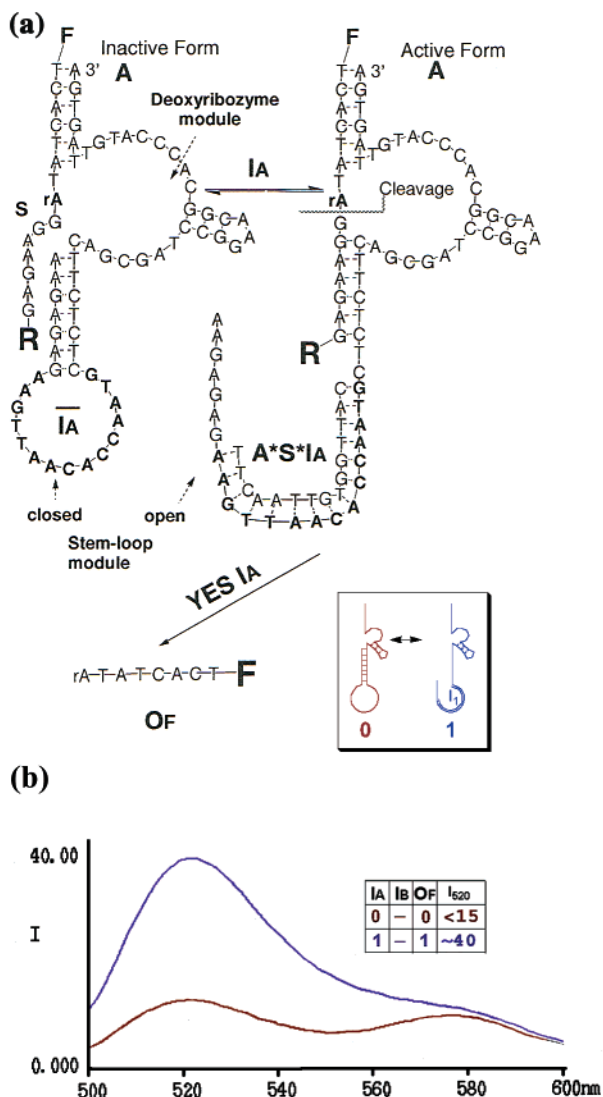 (a)
F
Inactive Form
A
3'
Deoxyribozyme
module
rA
S
R
IA
closed
Stem-loop
module
IA
F
Active Form
A
3'
rA
Cleavage
R
A*S*IA
open
YES IA
rA-T-A-T-C-A-C-T-F
OF
I1
0
1
(b)
40.00
I
0.000
500
520
540
560
580
600nm
IA IB OF I520
0 – 0 <15
1 – 1 ~40